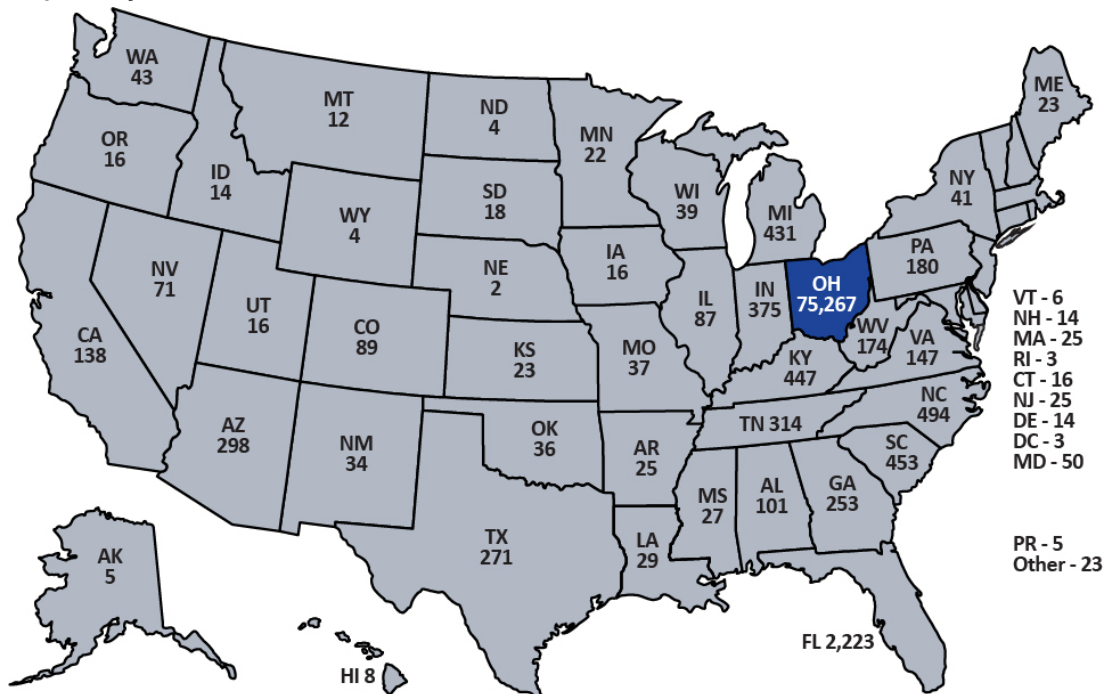 WA
43
OR
16
CA
138
NV
71
ID
14
MT
12
WY
4
UT
16
CO
89
AZ
298
NM
34
ND
4
SD
18
NE
2
KS
23
OK
36
TX
271
MN
22
IA
16
MO
37
AR
25
LA
29
WI
39
IL
87
MI
431
IN
375
OH
75,267
KY
447
TN 314
MS
27
AL
101
GA
253
FL 2,223
SC
453
NC
494
VA
147
WV
174
PA
180
NY
41
ME
23
VT - 6
NH - 14
MA - 25
RI - 3
CT - 16
NJ - 25
DE - 14
DC - 3
MD - 50
PR - 5
Other - 23
AK
5
HI 8